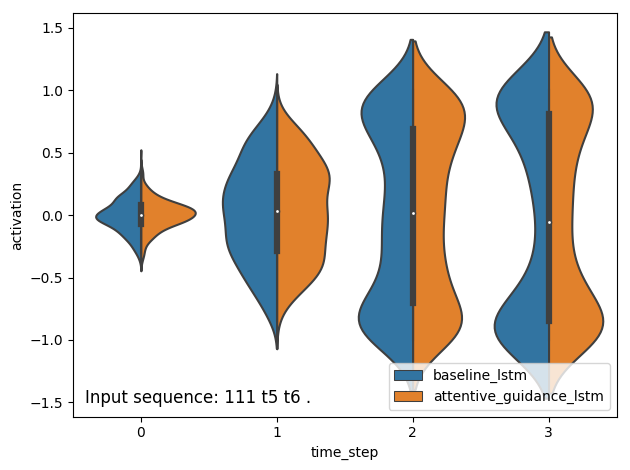 1.5
1.0
0.5
0.0
−0.5
−1.0
−1.5
activation
Input sequence: 111 t5 t6 .
baseline_lstm
attentive_guidance_lstm
0 1 2 3
time_step